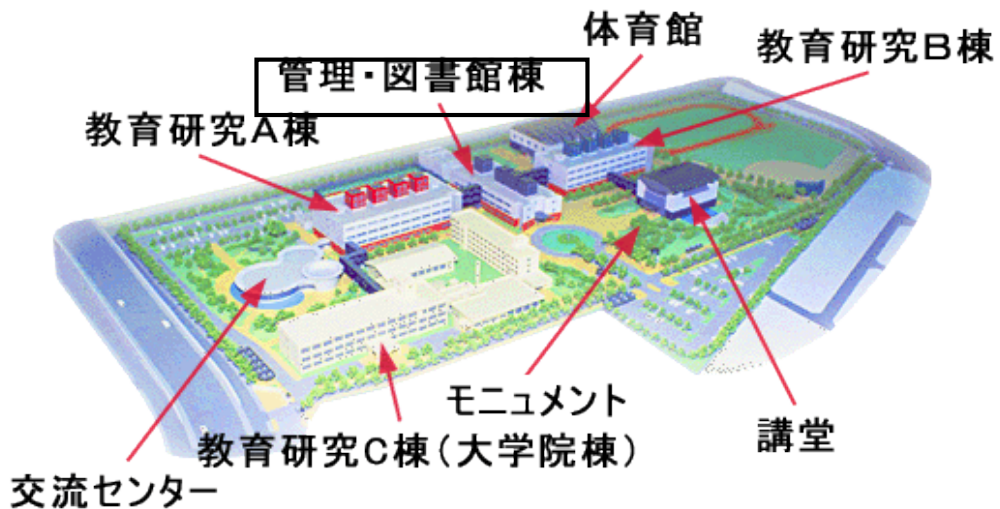 体育館
教育研究B棟
管理・図書館棟
教育研究A棟
モニュメント
講堂
教育研究C棟(大学院棟)
交流センター